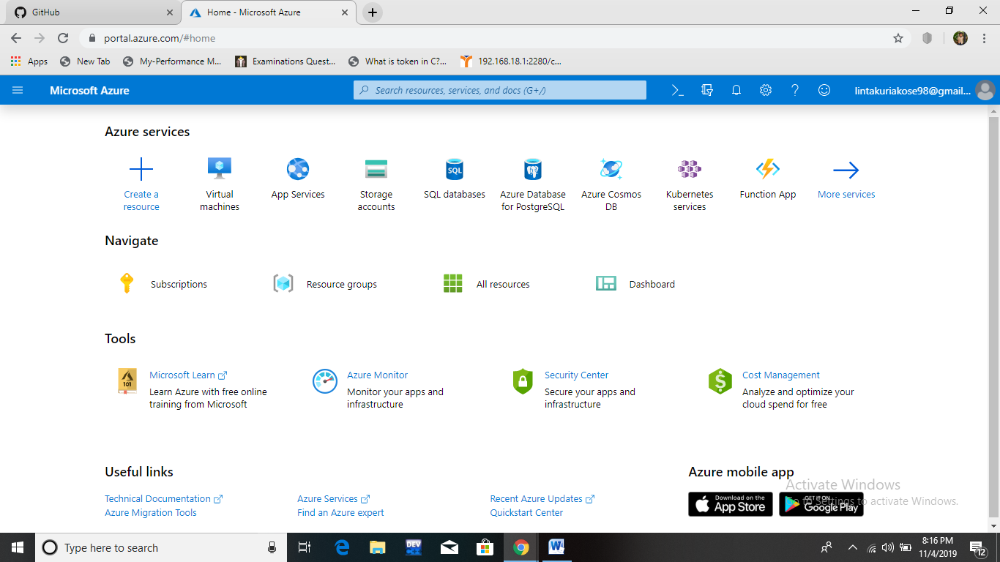 GitHub
Home - Microsoft Azure
portal.azure.com/#home
Apps
New Tab
My-Performance M...
Examinations Quest...
What is token in C?...
192.168.18.1:2280/c...
Microsoft Azure
Search resources, services, and docs (G+/)
lintakuriakose98@gmail...
Azure services
Create a
resource
Virtual
machines
App Services
Storage
accounts
SQL
SQL databases
Azure Database
for PostgreSQL
Azure Cosmos
DB
Kubernetes
services
Function App
More services
Navigate
Subscriptions
Resource groups
All resources
Dashboard
Tools
101
Microsoft Learn
Learn Azure with free online
training from Microsoft
Azure Monitor
Monitor your apps and
infrastructure
Security Center
Secure your apps and
infrastructure
Cost Management
Analyze and optimize your
cloud spend for free
Useful links
Technical Documentation
Azure Migration Tools
Azure Services
Find an Azure expert
Recent Azure Updates
Quickstart Center
Azure mobile app
Download on the
App Store
GET IT ON
Google Play
Activate Windows
Go to Settings to activate Windows.
Type here to search
DEV
8:16 PM
11/4/2019
12